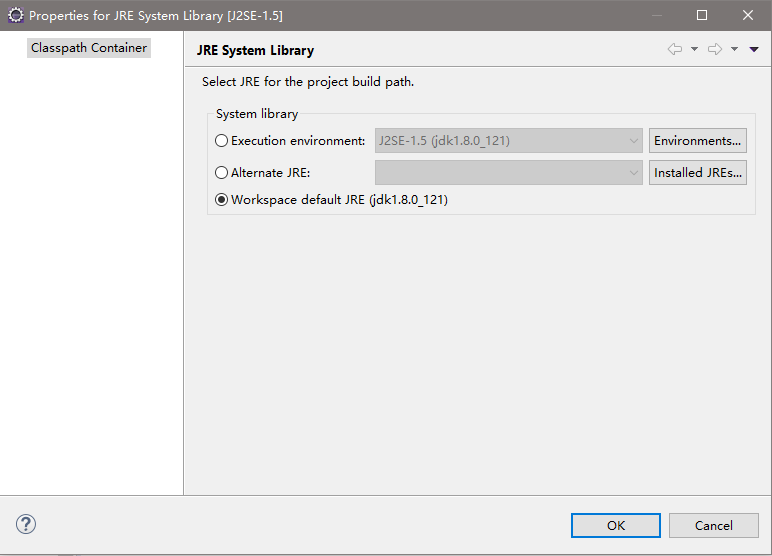 Properties for JRE System Library [J2SE-1.5]
Classpath Container
JRE System Library
Select JRE for the project build path.
System library
Execution environment: J2SE-1.5 (jdk1.8.0_121) Environments...
Alternate JRE: Installed JREs...
Workspace default JRE (jdk1.8.0_121)
? OK Cancel